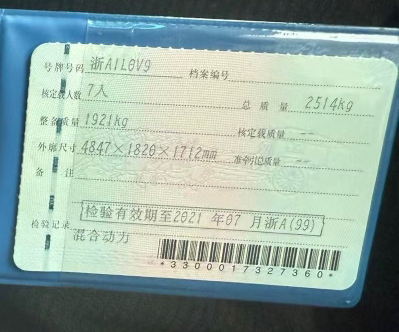 号牌号码 浙A1L0V9 档案编号
核定载人数 7人 总质量 2514kg
整备质量 1921kg 核定载质量 --
外廓尺寸 4847×1820×1712mm 准牵引总质量 --
备注
检验有效期至2021年07月浙A(99)
检验记录
混合动力
*3300017327360*